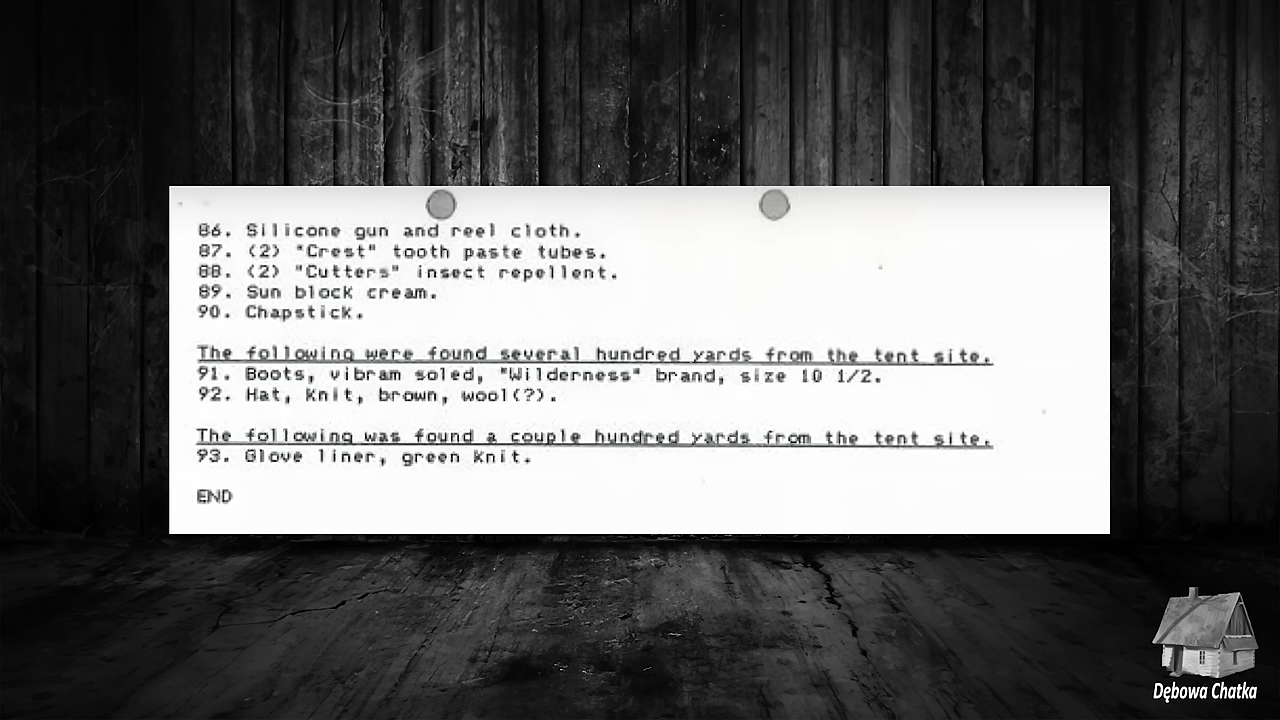 86. Silicone gun and reel cloth.
87. (2) "Crest" tooth paste tubes.
88. (2) "Cutters" insect repellent.
89. Sun block cream.
90. Chapstick.
The following were found several hundred yards from the tent site.
91. Boots, vibram soled, "Wilderness" brand, size 10 1/2.
92. Hat, knit, brown, wool(?).
The following was found a couple hundred yards from the tent site.
93. Glove liner, green knit.
END
Dębowa Chatka